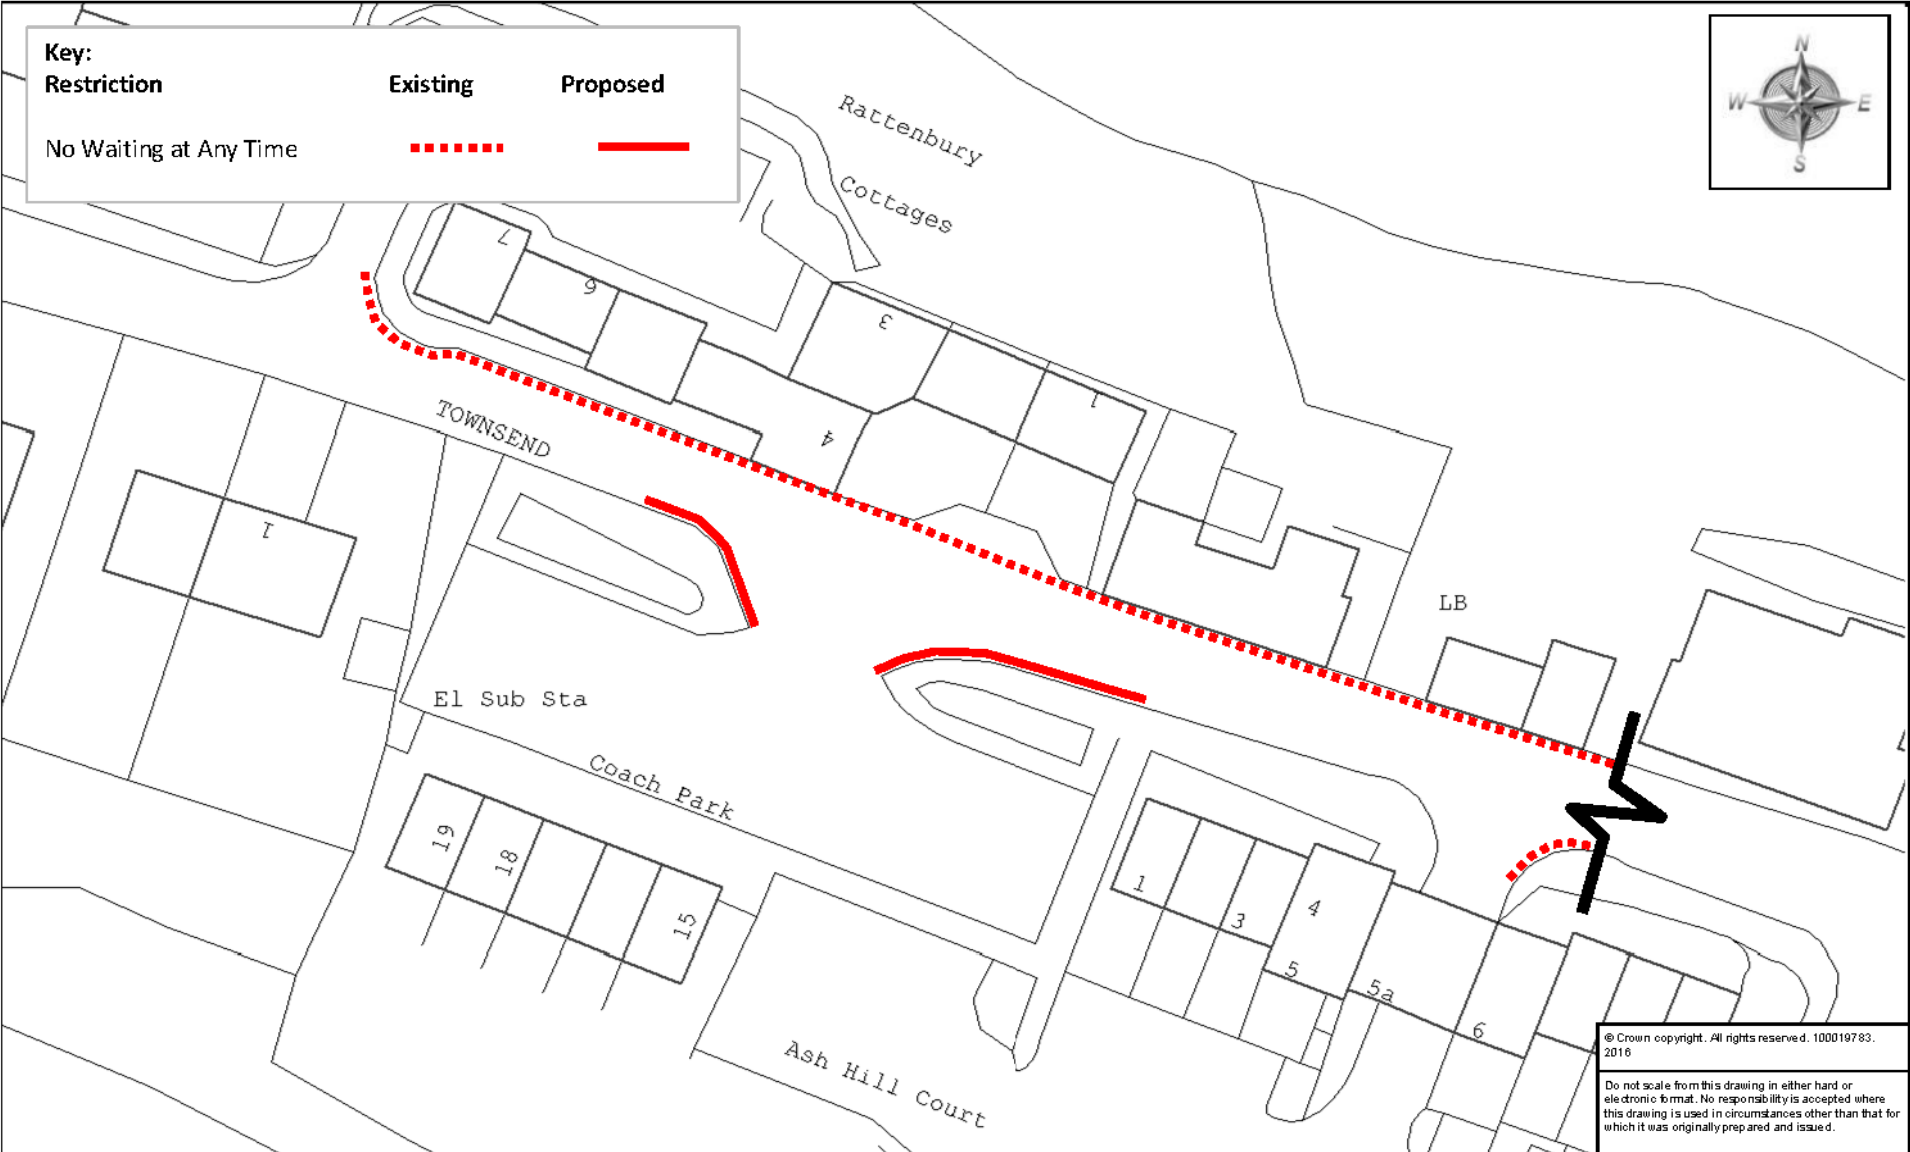 Key:
Restriction Existing Proposed
No Waiting at Any Time
N
W E
S
Rattenbury
Cottages
7
6
3
1
4
TOWNSEND
1
LB
El Sub Sta
Coach Park
19
18
15
1
3
4
5
5a
6
Ash Hill Court
© Crown copyright. All rights reserved. 100019783.
2016
Do not scale from this drawing in either hard or
electronic format. No responsibility is accepted where
this drawing is used in circumstances other than that for
which it was originally prepared and issued.